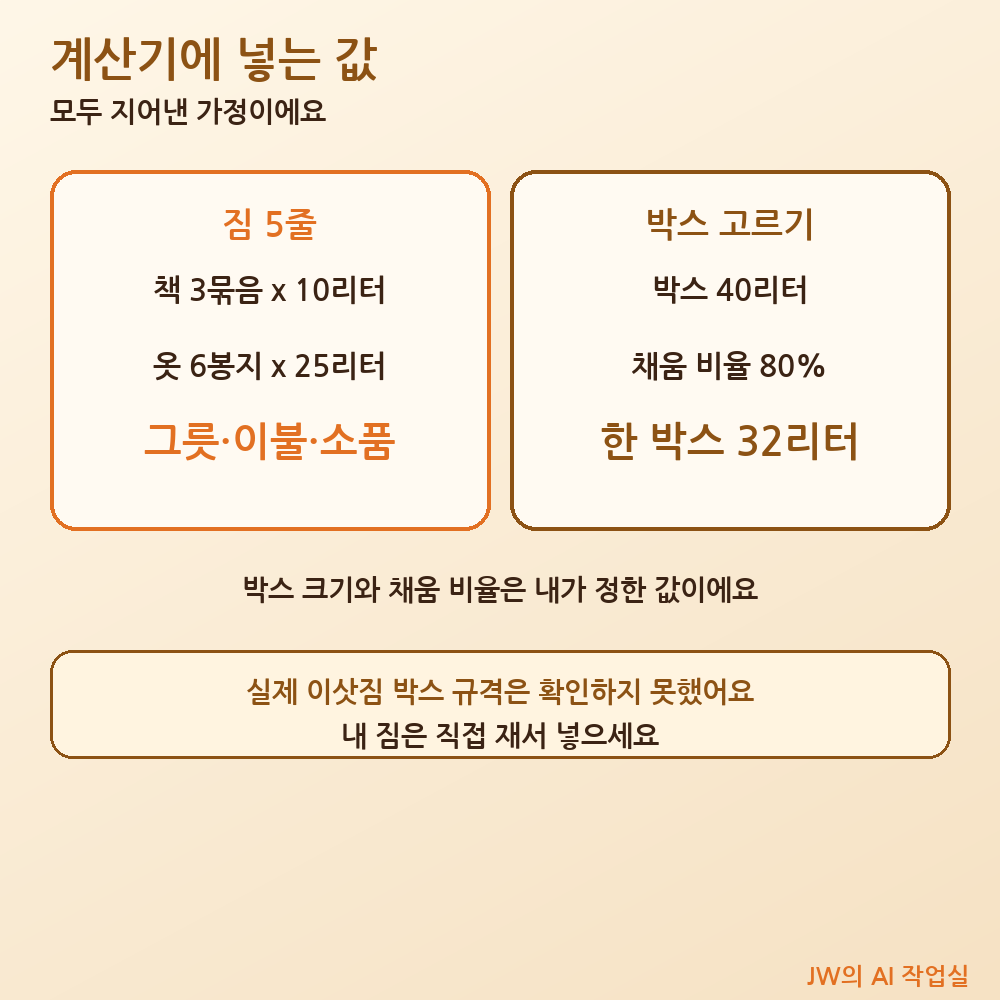 계산기에 넣는 값
모두 지어낸 가정이에요
짐 5줄
책 3묶음 x 10리터
옷 6봉지 x 25리터
그릇·이불·소품
박스 고르기
박스 40리터
채움 비율 80%
한 박스 32리터
박스 크기와 채움 비율은 내가 정한 값이에요
실제 이삿짐 박스 규격은 확인하지 못했어요
내 짐은 직접 재서 넣으세요
JW의 AI 작업실